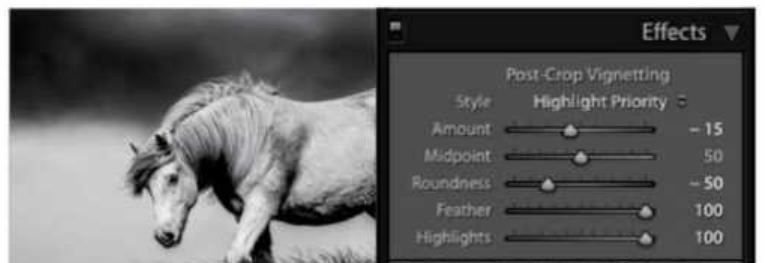 Effects
Post-Crop Vignetting
Style Highlight Priority
Amount – 15
Midpoint 50
Roundness – 50
Feather 100
Highlights 100